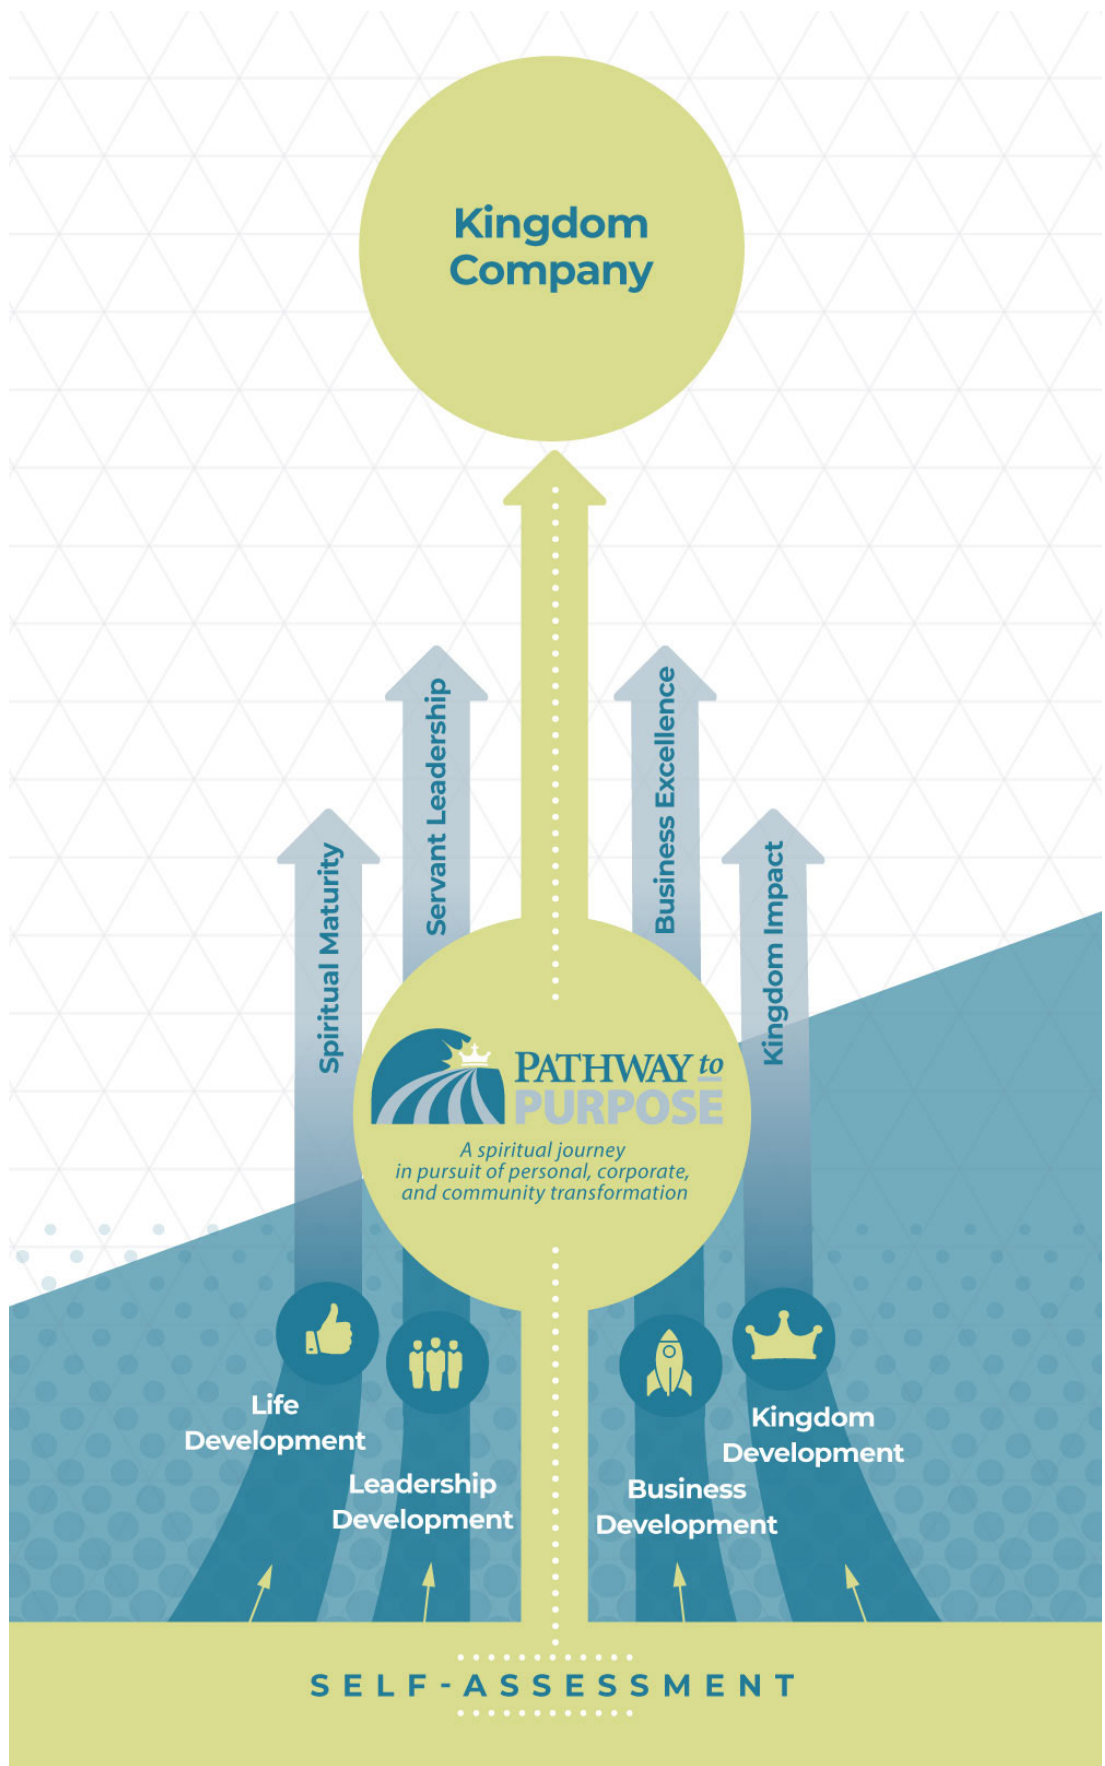 Kingdom
Company
Spiritual Maturity
Servant Leadership
Business Excellence
Kingdom Impact
PATHWAY to
PURPOSE
A spiritual journey
in pursuit of personal, corporate,
and community transformation
Life
Development
Leadership
Development
Business
Development
Kingdom
Development
SELF-ASSESSMENT